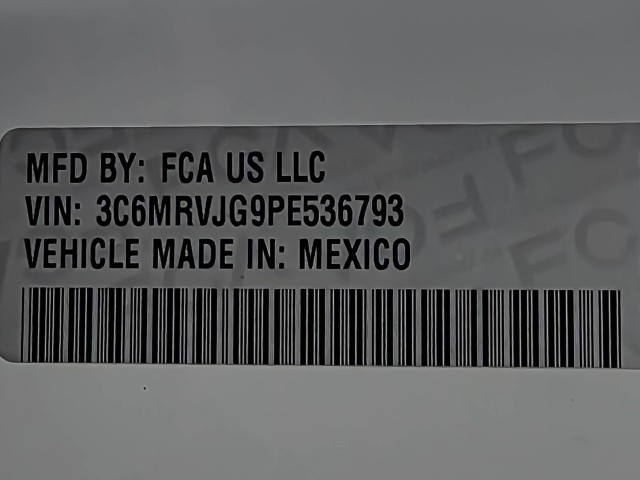 MFD BY: FCA US LLC
VIN: 3C6MRVJG9PE536793
VEHICLE MADE IN: MEXICO